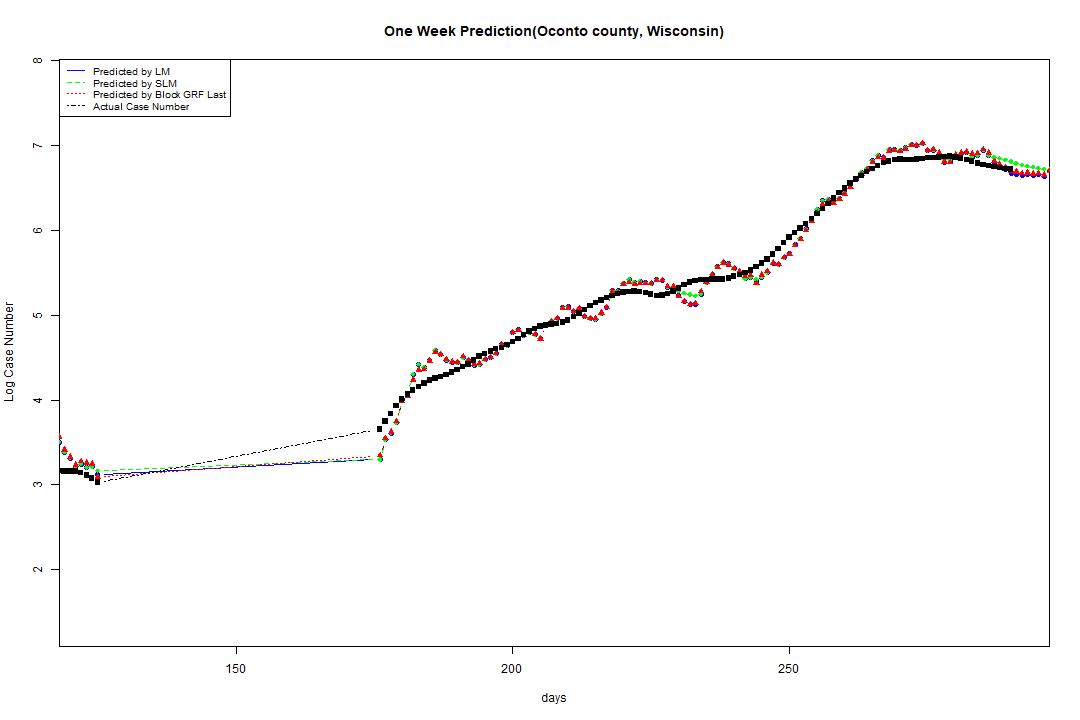 One Week Prediction(Oconto county, Wisconsin)
Predicted by LM
Predicted by SLM
Predicted by Block GRF Last
Actual Case Number
8
7
6
5
4
3
2
Log Case Number
150
200
250
days